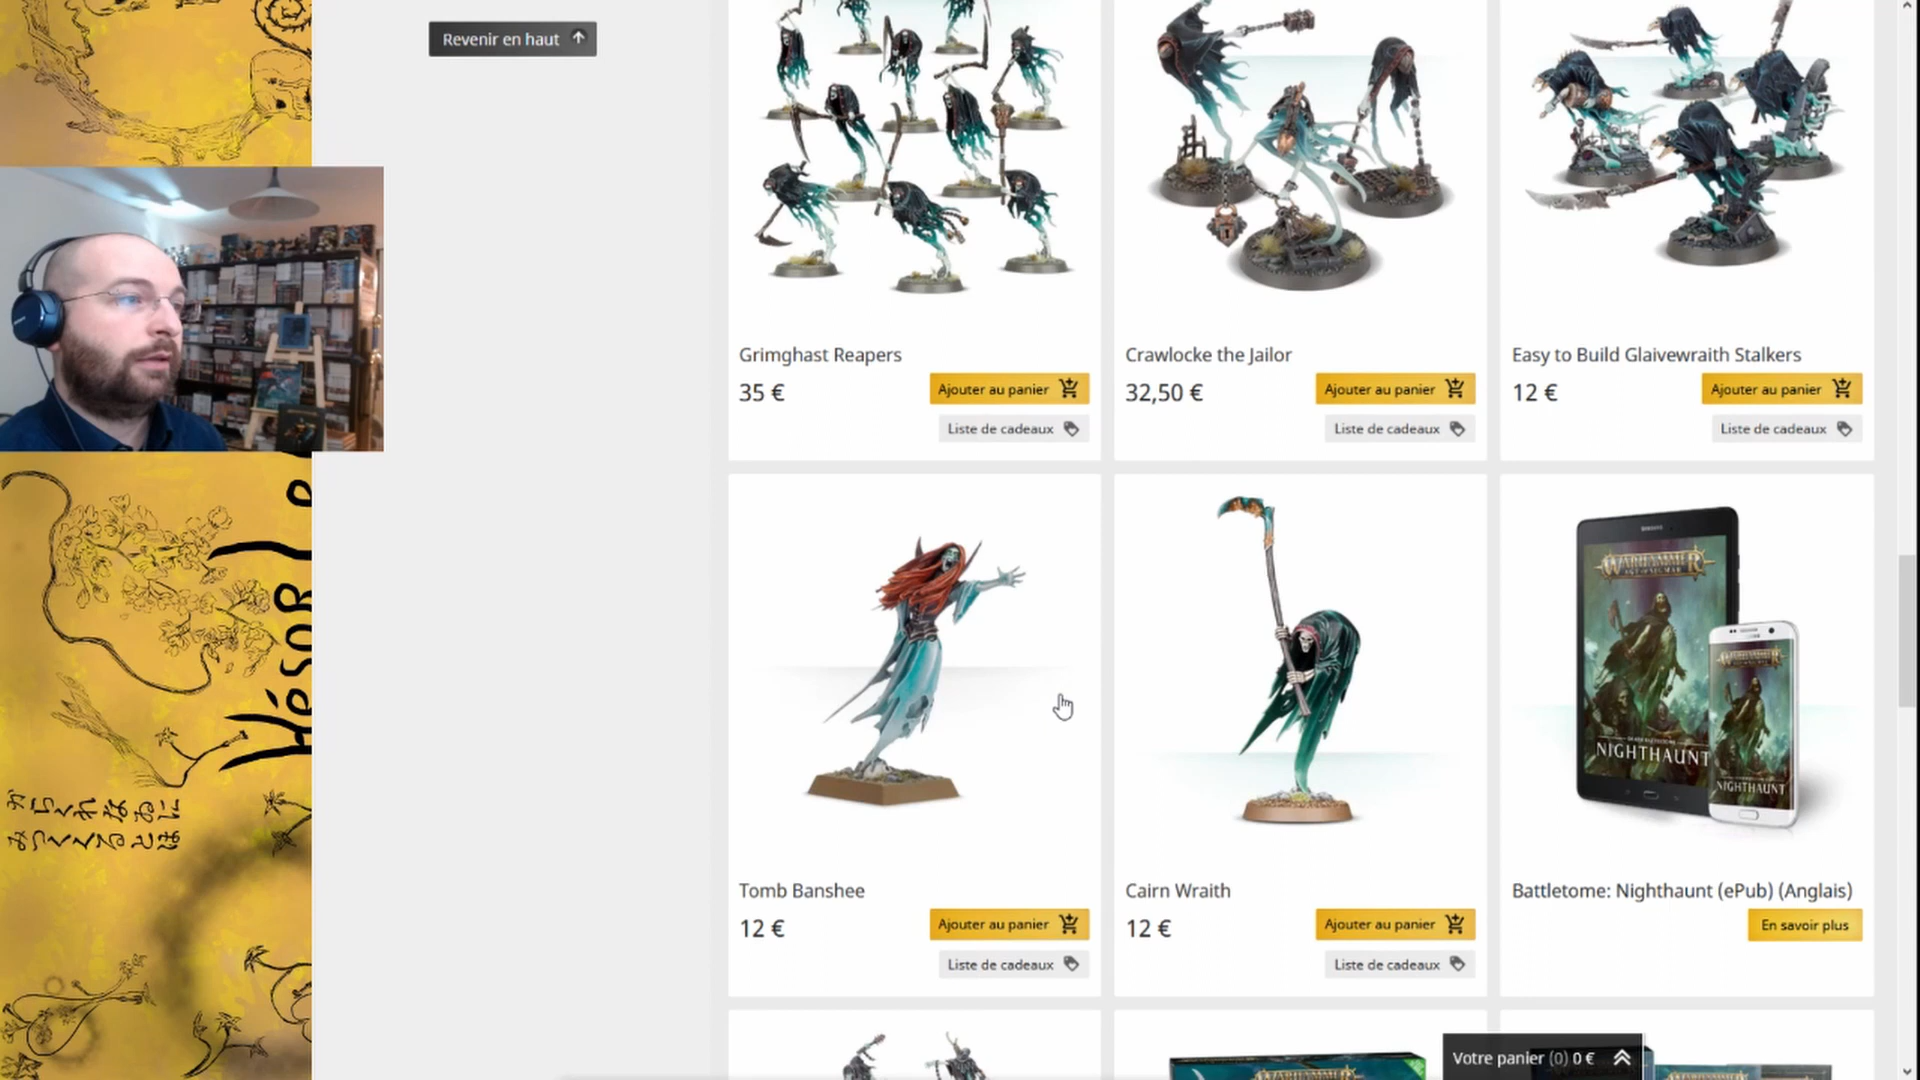 Revenir en haut
Grimghast Reapers
35 €
Ajouter au panier
Liste de cadeaux
Crawlocke the Jailor
32,50 €
Ajouter au panier
Liste de cadeaux
Easy to Build Glaivewraith Stalkers
12 €
Ajouter au panier
Liste de cadeaux
WARHAMMER
NIGHTHAUNT
WARHAMMER
NIGHTHAUNT
Tomb Banshee
12 €
Ajouter au panier
Liste de cadeaux
Cairn Wraith
12 €
Ajouter au panier
Liste de cadeaux
Battletome: Nighthaunt (ePub) (Anglais)
En savoir plus
WARHAMMER
WARHAMMER
Votre panier (0) 0 €